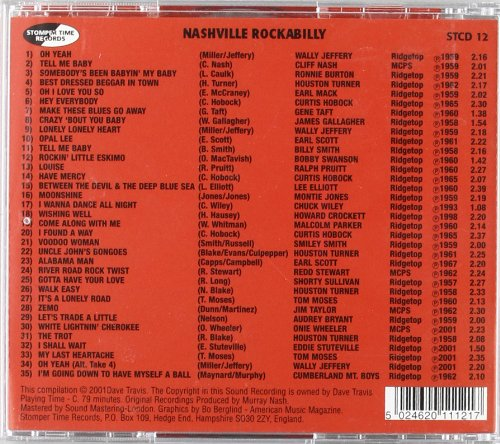 STOMPER TIME RECORDS
NASHVILLE ROCKABILLY
STCD 12
1) OH YEAH (Miller/Jeffery) WALLY JEFFERY Ridgetop ℗1959 2.16
2) TELL ME BABY (C. Nash) CLIFF NASH MCPS ℗1959 2.01
3) SOMEBODY'S BEEN BABYIN' MY BABY (L. Caulk) RONNIE BURTON Ridgetop ℗1959 2.21
4) BEST DRESSED BEGGAR IN TOWN (H. Turner) HOUSTON TURNER Ridgetop ℗1962 2.17
5) OH I LOVE YOU SO (E. McCraney) EARL MACK Ridgetop ℗1959 2.01
6) HEY EVERYBODY (C. Hobock) CURTIS HOBOCK Ridgetop ℗1965 2.30
7) MAKE THESE BLUES GO AWAY (G. Taft) GENE TAFT Ridgetop ℗1960 1.38
8) CRAZY 'BOUT YOU BABY (W. Gallagher) JAMES GALLAGHER Ridgetop ℗1958 1.54
9) LONELY LONELY HEART (Miller/Jeffery) WALLY JEFFERY Ridgetop ℗1959 2.18
10) OPAL LEE (E. Scott) EARL SCOTT Ridgetop ℗1961 2.22
11) TELL ME BABY (B. Smith) BILLY SMITH Ridgetop ℗1958 2.16
12) ROCKIN' LITTLE ESKIMO (O. MacTavish) BOBBY SWANSON Ridgetop ℗1960 1.42
13) LOUISE (R. Pruitt) RALPH PRUITT Ridgetop ℗1960 2.27
14) HAVE MERCY (C. Hobock) CURTIS HOBOCK Ridgetop ℗1965 2.07
15) BETWEEN THE DEVIL & THE DEEP BLUE SEA (L. Elliott) LEE ELLIOTT Ridgetop ℗1960 2.39
16) MOONSHINE (Jones/Jones) MONTIE JONES Ridgetop ℗1959 2.19
17) I WANNA DANCE ALL NIGHT (C. Wiley) CHUCK WILEY Ridgetop ℗1993 1.08
18) WISHING WELL (H. Hausey) HOWARD CROCKETT Ridgetop ℗1998 2.20
COME ALONG WITH ME (W. Whitman) MALCOLM PARKER Ridgetop ℗1960 2.14
20) I FOUND A WAY (C. Hobock) CURTIS HOBOCK Ridgetop ℗1965 2.35
21) VOODOO WOMAN (Smith/Russell) SMILEY SMITH Ridgetop ℗1959 2.00
22) UNCLE JOHN'S BONGOES (Blake/Evans/Culpepper) HOUSTON TURNER Ridgetop ℗1961 2.01
23) ALABAMA MAN (Capps/Campbell) EARL SCOTT Ridgetop ℗1960 2.21
24) RIVER ROAD ROCK TWIST (R. Stewart) REDD STEWART MCPS ℗1962 2.24
25) GOTTA HAVE YOUR LOVE (R. Long) SHORTY SULLIVAN Ridgetop ℗1959 2.27
26) WALK EASY (N. Blake) HOUSTON TURNER Ridgetop ℗1958 2.33
27) IT'S A LONELY ROAD (T. Moses) TOM MOSES Ridgetop ℗1960 2.13
28) ZEMO (Dunn/Martinez) JIM TAYLOR MCPS ℗1962 2.30
29) LET'S TRADE A LITTLE (Nelson) AUDREY BRYANT Ridgetop ℗1959 2.01
30) WHITE LIGHTNIN' CHEROKEE (O. Wheeler) ONIE WHEELER MCPS ℗2001 2.23
31) THE TROT (N. Blake) HOUSTON TURNER Ridgetop ℗1958 2.08
32) I SHALL WAIT (E. Stuteville) EDDIE STUTEVILLE Ridgetop ℗2001 1.50
33) MY LAST HEARTACHE (T. Moses) TOM MOSES Ridgetop ℗2001 2.35
34) OH YEAH (Alt. Take 4) (Miller/Jeffery) WALLY JEFFERY Ridgetop ℗2001 2.20
35) I'M GOING DOWN TO HAVE MYSELF A BALL (Maynard/Murphy) CUMBERLAND MT. BOYS Ridgetop ℗1962 2.10
This compilation ℗ 2001Dave Travis. The Copyright in this Sound Recording is owned by Dave Travis
Playing Time - C. 79 minutes. Original Recordings Produced by Murray Nash.
Mastered by Sound Mastering-London. Graphics by Bo Berglind - American Music Magazine.
Stomper Time Records, P.O. Box 109, Hedge End, Hampshire SO30 2ZY, England.
5 024620 111217